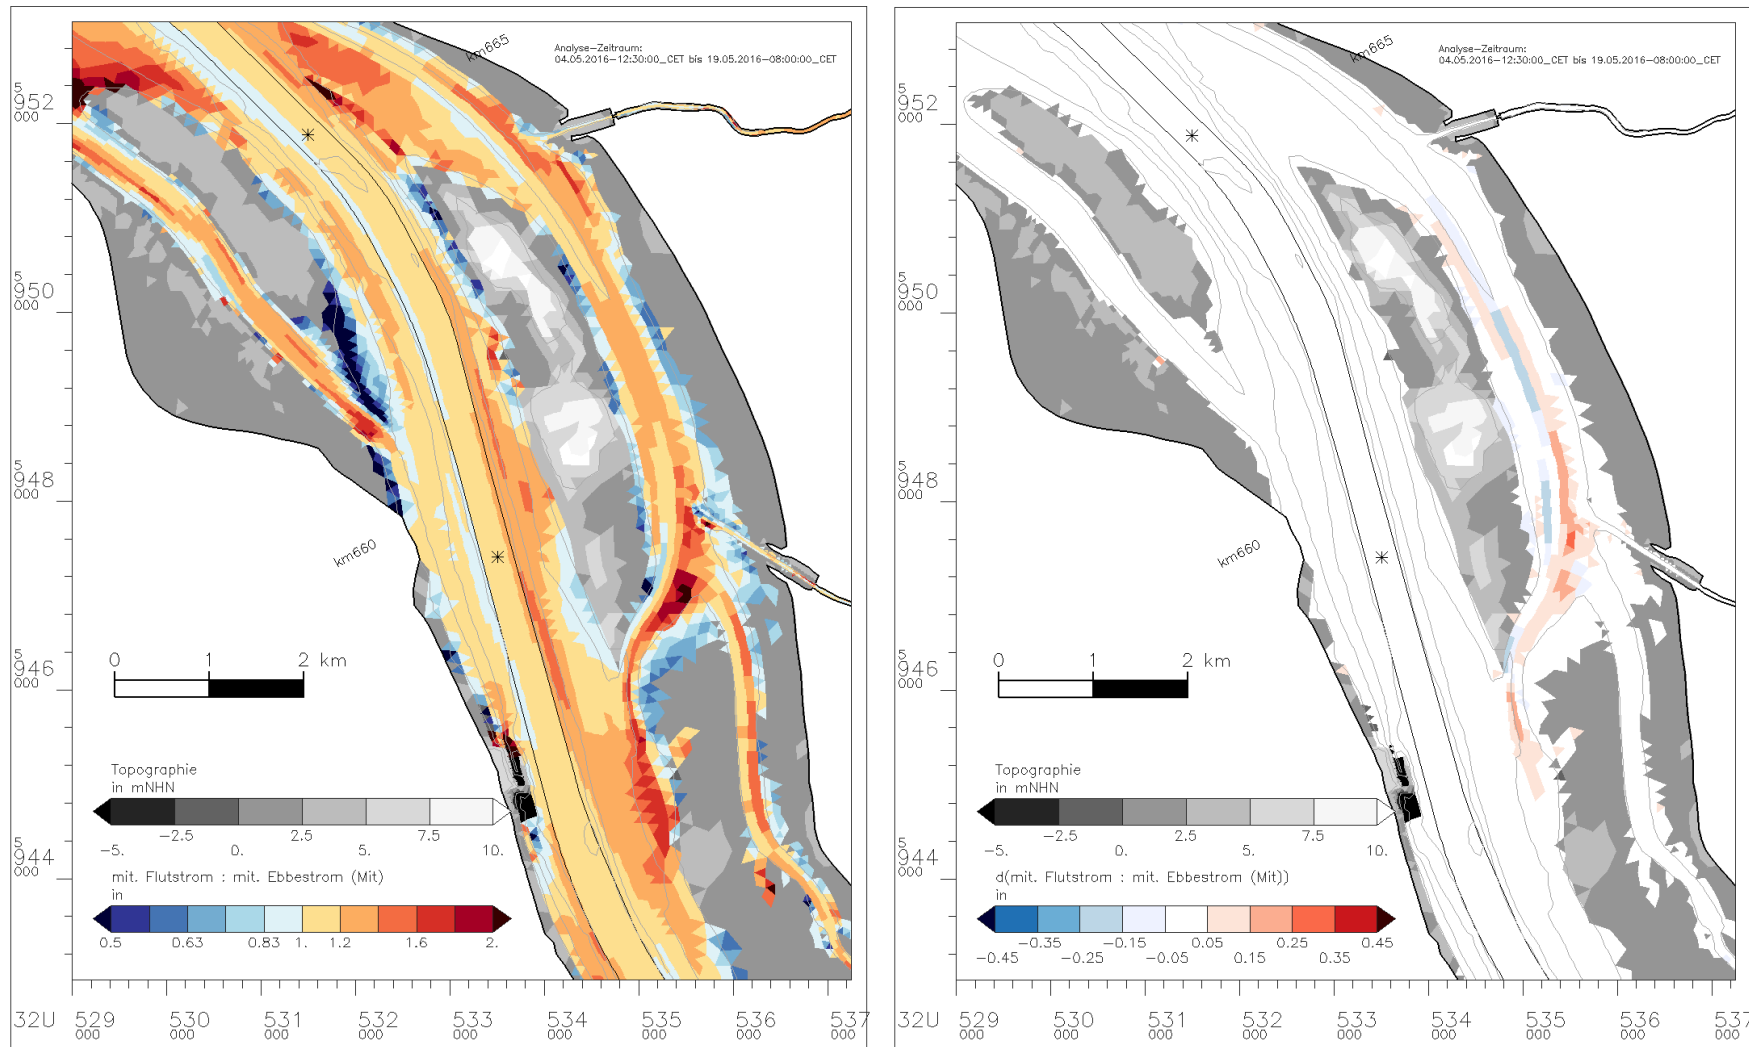 km665
Analyse-Zeitraum:
04.05.2016-12:30:00_CET bis 19.05.2016-08:00:00_CET
5
952
000
5
950
000
5
948
000
km660
5
946
000
0 1 2 km
Topographie
in mNHN
-2.5 2.5 7.5
-5. 0. 5. 10.
5
944
000
mit. Flutstrom : mit. Ebbestrom (Mit)
in
0.5 0.63 0.83 1. 1.2 1.6 2.
32U 529 530 531 532 533 534 535 536 537
000 000 000 000 000 000 000 000 000
km665
Analyse-Zeitraum:
04.05.2016-12:30:00_CET bis 19.05.2016-08:00:00_CET
5
952
000
5
950
000
5
948
000
km660
5
946
000
0 1 2 km
Topographie
in mNHN
-2.5 2.5 7.5
-5. 0. 5. 10.
5
944
000
d(mit. Flutstrom : mit. Ebbestrom (Mit))
in
-0.35 -0.15 0.05 0.25 0.45
-0.45 -0.25 -0.05 0.15 0.35
32U 529 530 531 532 533 534 535 536 537
000 000 000 000 000 000 000 000